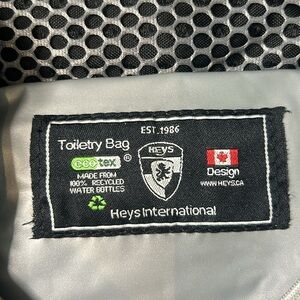 EST. 1986
Toiletry Bag
eco tex ®
HEYS
MADE FROM
100% RECYCLED
WATER BOTTLES
Design
WWW.HEYS.CA
Heys International